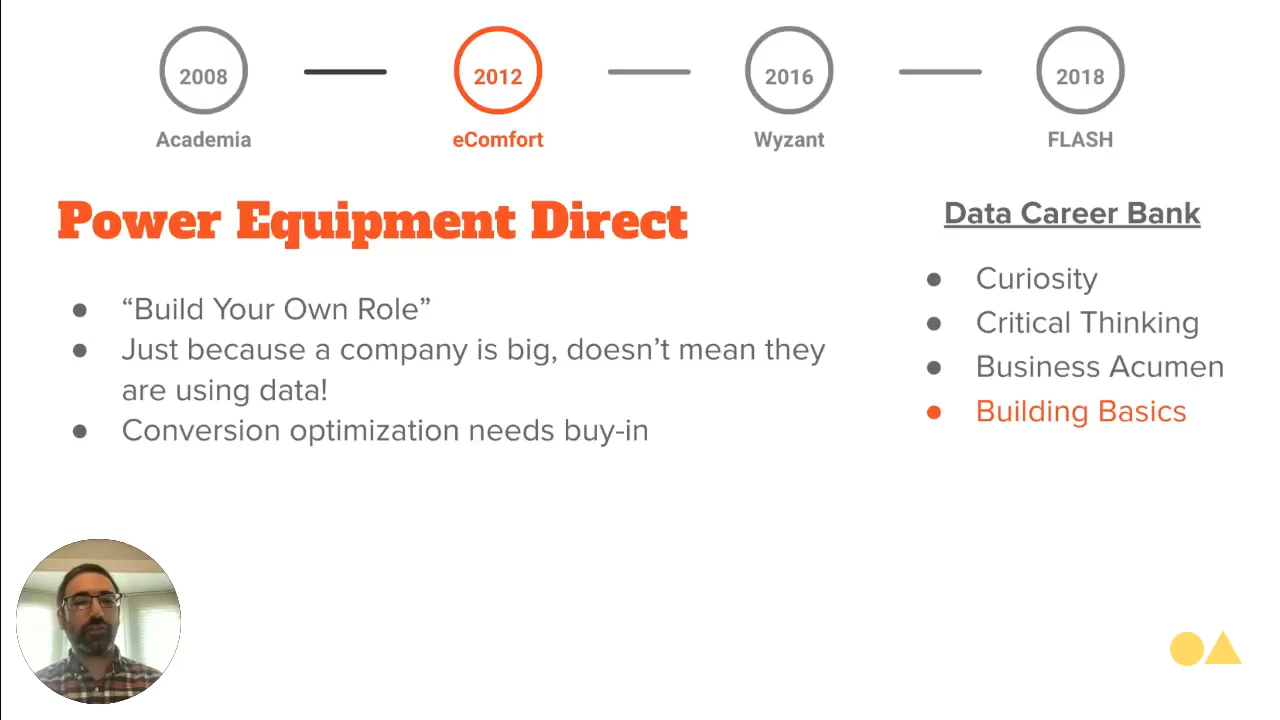 2008
2012
2016
2018
Academia
eComfort
Wyzant
FLASH
Power Equipment Direct
● “Build Your Own Role”
● Just because a company is big, doesn’t mean they
are using data!
● Conversion optimization needs buy-in
Data Career Bank
● Curiosity
● Critical Thinking
● Business Acumen
● Building Basics